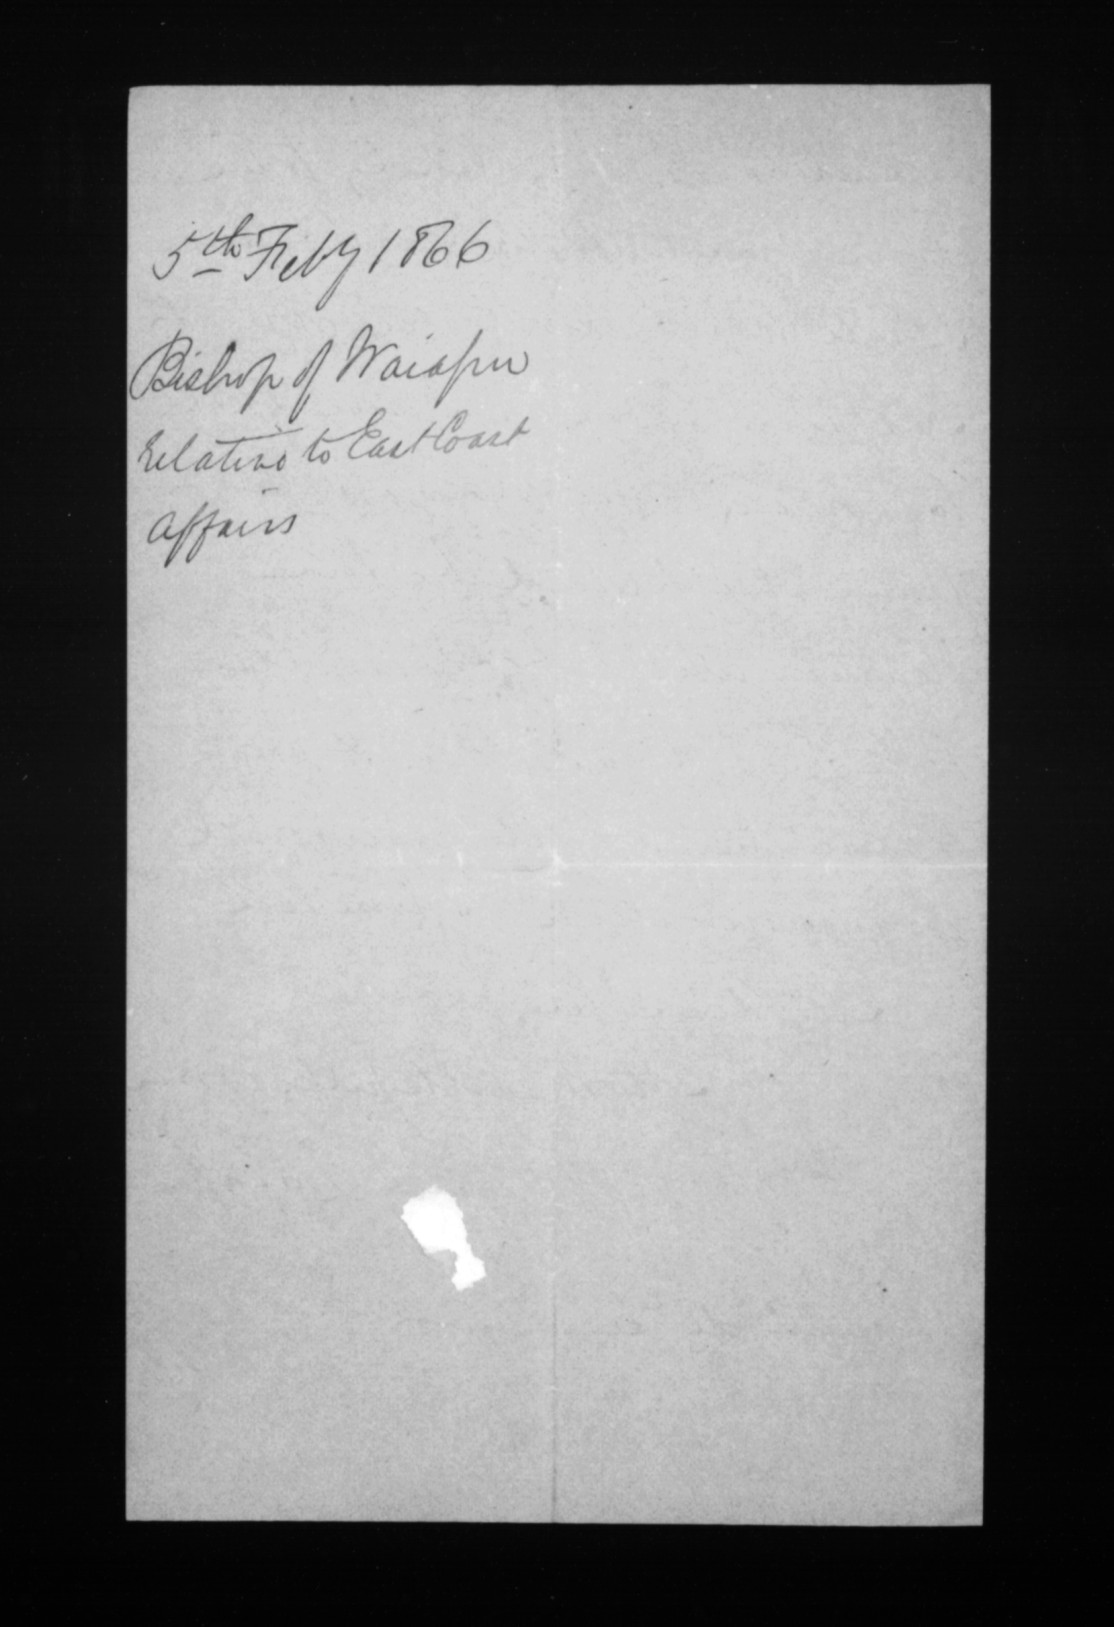 5th Feby 1866
Bishop of Waiapu
relative to East Coast
affairs